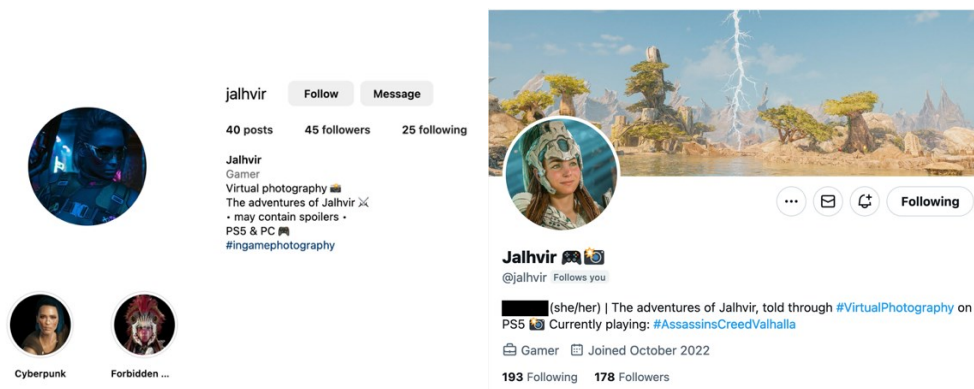 jalhvir
Follow
Message
40 posts
45 followers
25 following
Jalhvir
Gamer
Virtual photography 📸
The adventures of Jalhvir ⚔️
• may contain spoilers •
PS5 & PC 🎮
#ingamephotography
Cyberpunk
Forbidden ...
Following
Jalhvir 🎮📸
@jalhvir Follows you
(she/her) | The adventures of Jalhvir, told through #VirtualPhotography on
PS5 📸 Currently playing: #AssassinsCreedValhalla
Gamer Joined October 2022
193 Following 178 Followers